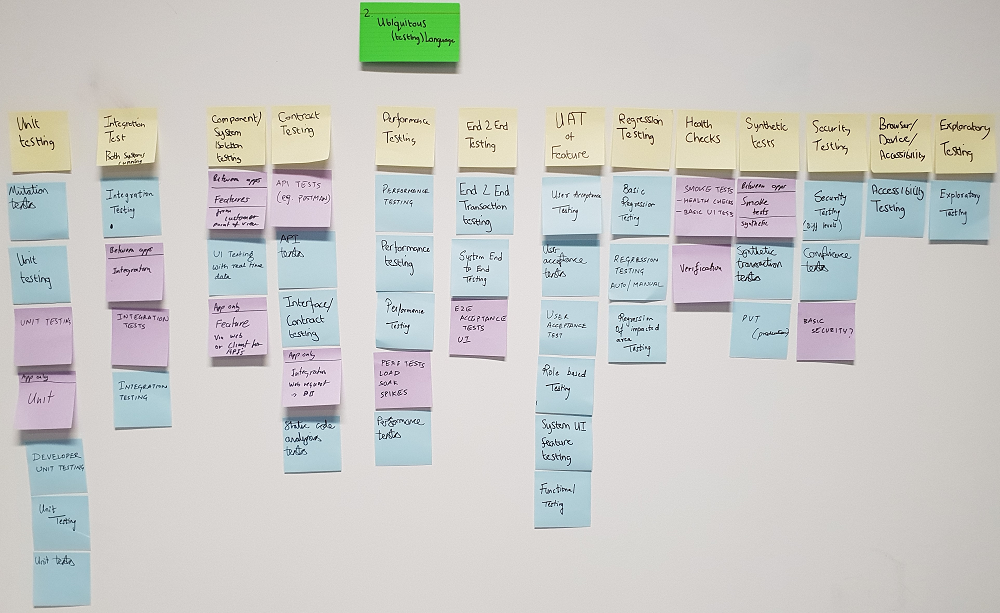 2.
Ubiquitous
(testing) Language
Unit
testing
Mutation
tests
Unit
testing
UNIT TESTING
App only
Unit
DEVELOPER
UNIT TESTING
Unit
Testing
Unit tests
Integration
Test
Both Systems
running
Integration
Testing
Between apps
Integration
INTEGRATION
TESTS
INTEGRATION
TESTING
Component/
System
Isolation
testing
Between apps
Features
from customer
point of view
UI Testing
with real time
data
App only
Feature
Via web
or client for
APIs
Contract
Testing
API TESTS
(eg. POSTMAN)
API
tests
Interface/
Contract
testing
App only
Integration
Web request
Static code
analysis
tests
Performance
Testing
PERFORMANCE
TESTING
Performance
testing
Performance
Testing
PERF TESTS
LOAD
SOAK
SPIKES
Performance
tests
End 2 End
Testing
End 2 End
Transaction
testing
System End
to End
Testing
E2E
ACCEPTANCE
TESTS
UI
UAT
of
Feature
User Acceptance
Testing
User
acceptance
tests
USER
ACCEPTANCE
TEST
Role based
Testing
System UI
feature
testing
Functional
Testing
Regression
Testing
Basic
Regression
Testing
REGRESSION
TESTING
AUTO/MANUAL
Regression
of impacted
area
Testing
Health
Checks
SMOKE TESTS
- HEALTH CHECKS
- BASIC UI TESTS
Verification
Synthetic
tests
Between apps
Smoke
tests
Synthetic
Synthetic
transaction
tests
PVT
(production)
Security
Testing
Security
Testing
(Diff levels)
Compliance
tests
BASIC
SECURITY?
Browser/
Device/
Accessibility
Accessibility
Testing
Exploratory
Testing
Exploratory
Testing